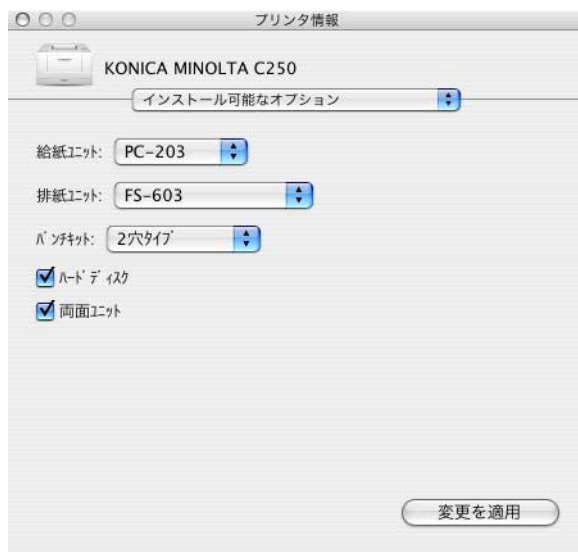 プリンタ情報
KONICA MINOLTA C250
インストール可能なオプション
給紙ﾕﾆｯﾄ: PC-203
排紙ﾕﾆｯﾄ: FS-603
ﾊﾟﾝﾁｷｯﾄ: 2穴ﾀｲﾌﾟ
ﾊｰﾄﾞﾃﾞｨｽｸ
両面ﾕﾆｯﾄ
変更を適用